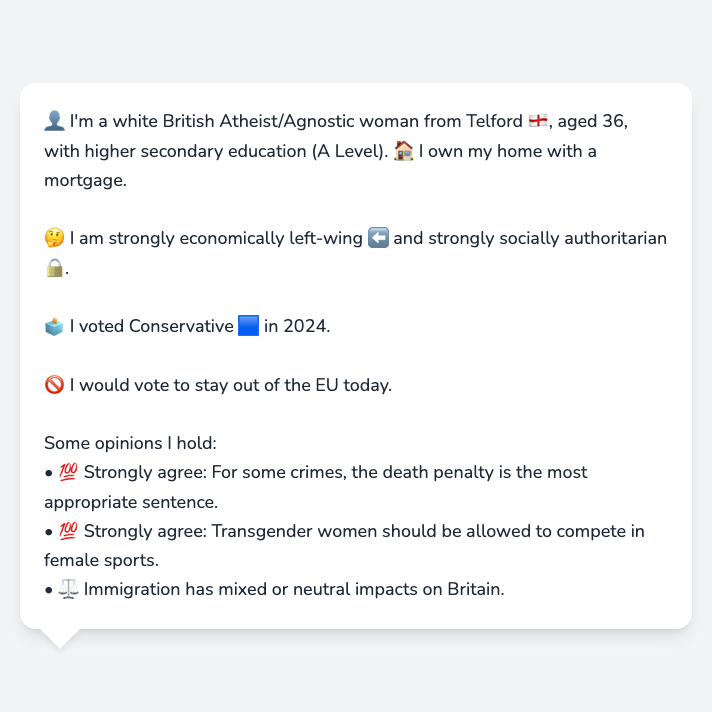 👤 I'm a white British Atheist/Agnostic woman from Telford 🏴󠁧󠁢󠁥󠁮󠁧󠁿, aged 36,
with higher secondary education (A Level). 🏠 I own my home with a
mortgage.
🤔 I am strongly economically left-wing ⬅️ and strongly socially authoritarian
🔒.
🗳️ I voted Conservative 🟦 in 2024.
🚫 I would vote to stay out of the EU today.
Some opinions I hold:
• 💯 Strongly agree: For some crimes, the death penalty is the most
appropriate sentence.
• 💯 Strongly agree: Transgender women should be allowed to compete in
female sports.
• ⚖️ Immigration has mixed or neutral impacts on Britain.